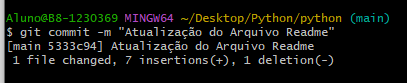 Aluno@B8-1230369 MINGW64 ~/Desktop/Python/python (main)
$ git commit -m "Atualização do Arquivo Readme"
[main 5333c94] Atualização do Arquivo Readme
 1 file changed, 7 insertions(+), 1 deletion(-)